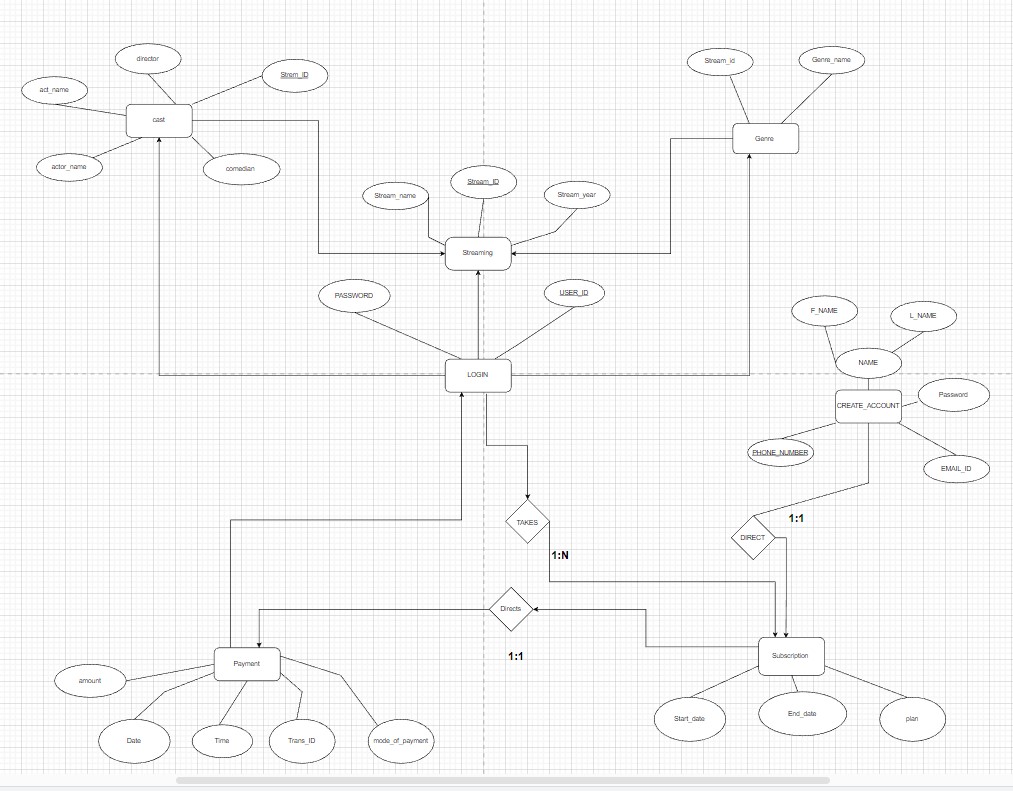 director
Strem_ID
act_name
cast
actor_name
comedian
Stream_id
Genre_name
Genre
Stream_name
Stream_ID
Stream_year
Streaming
PASSWORD
USER_ID
LOGIN
F_NAME
L_NAME
NAME
CREATE_ACCOUNT
Password
PHONE_NUMBER
EMAIL_ID
TAKES
1:N
1:1
DIRECT
Directs
1:1
Payment
amount
Date
Time
Trans_ID
mode_of_payment
Subscription
Start_date
End_date
plan